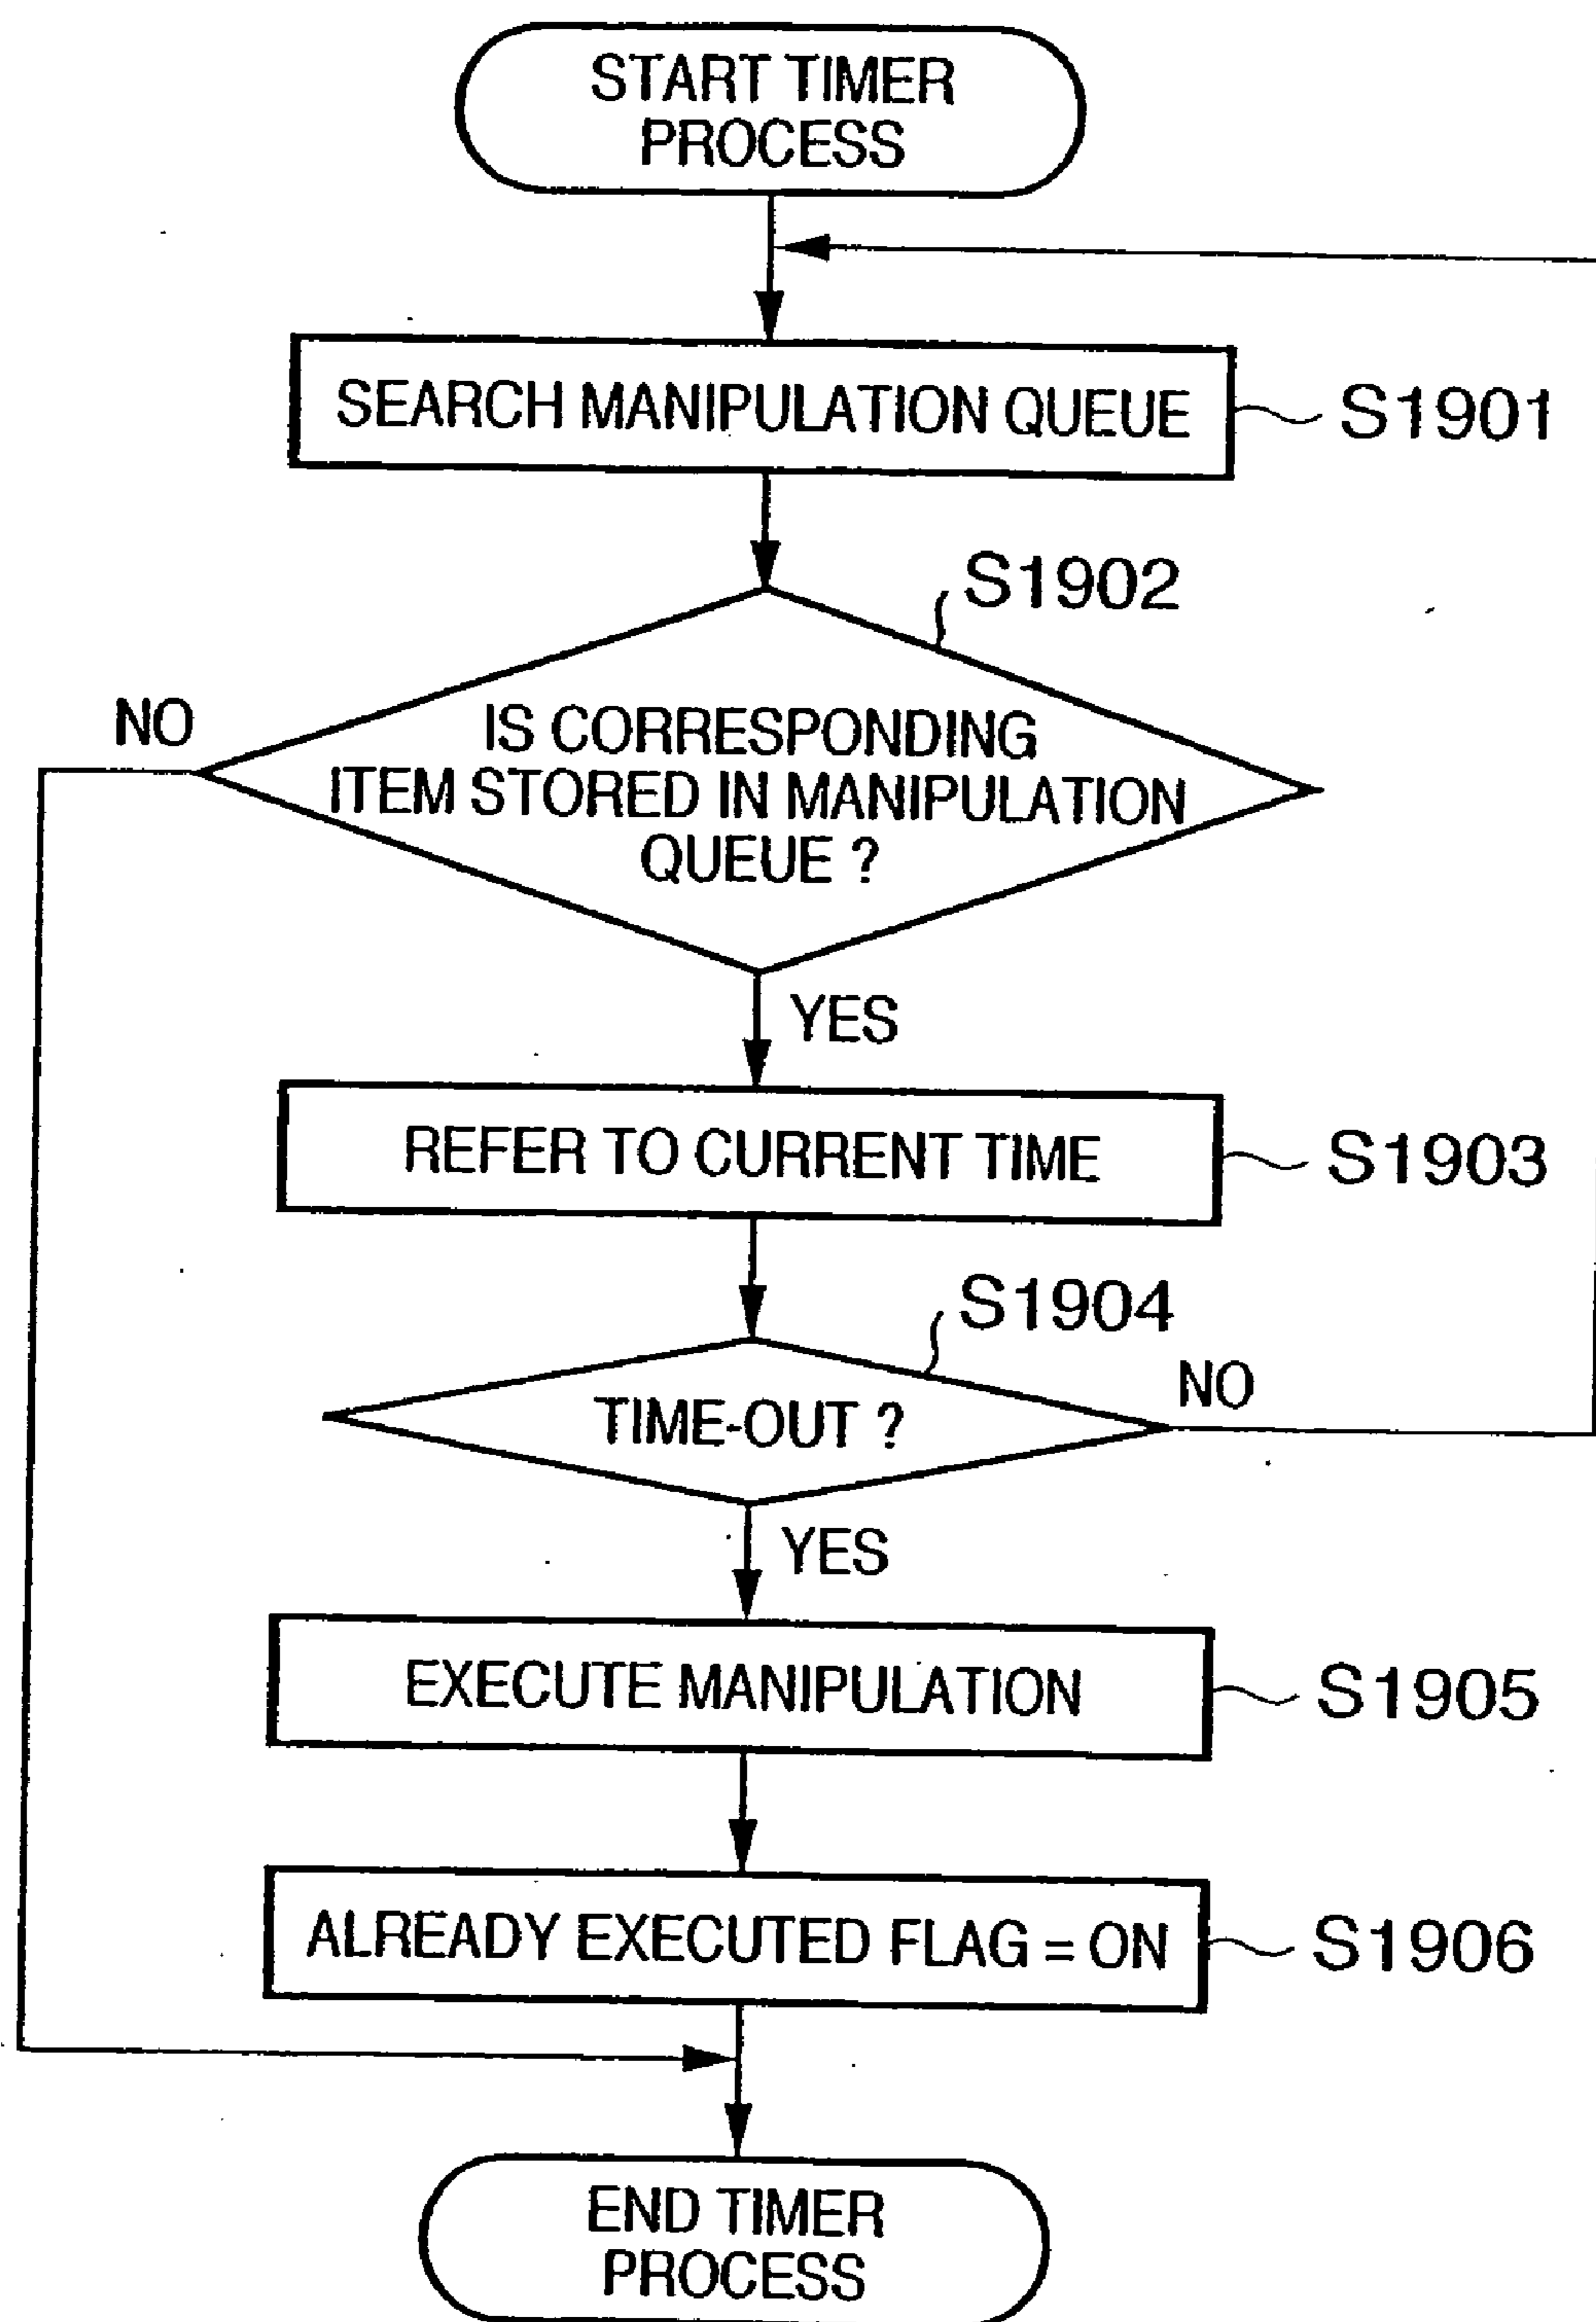 START TIMER
PROCESS
SEARCH MANIPULATION QUEUE
S1901
S1902
NO
IS CORRESPONDING
ITEM STORED IN MANIPULATION
QUEUE ?
YES
REFER TO CURRENT TIME
S1903
S1904
NO
TIME-OUT ?
YES
EXECUTE MANIPULATION
S1905
ALREADY EXECUTED FLAG = ON
S1906
END TIMER
PROCESS